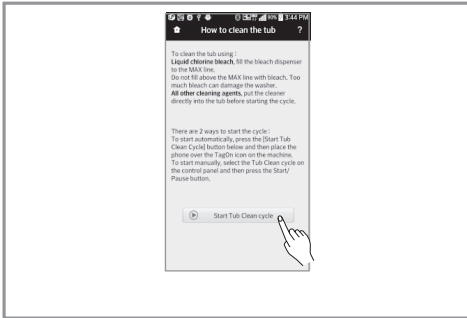 90% 3:44 PM
How to clean the tub ?
To clean the tub using :
Liquid chlorine bleach, fill the bleach dispenser
to the MAX line.
Do not fill above the MAX line with bleach. Too
much bleach can damage the washer.
All other cleaning agents, put the cleaner
directly into the tub before starting the cycle.
There are 2 ways to start the cycle :
To start automatically, press the [Start Tub
Clean Cycle] button below and then place the
phone over the TagOn icon on the machine.
To start manually, select the Tub Clean cycle on
the control panel and then press the Start/
Pause button.
Start Tub Clean cycle